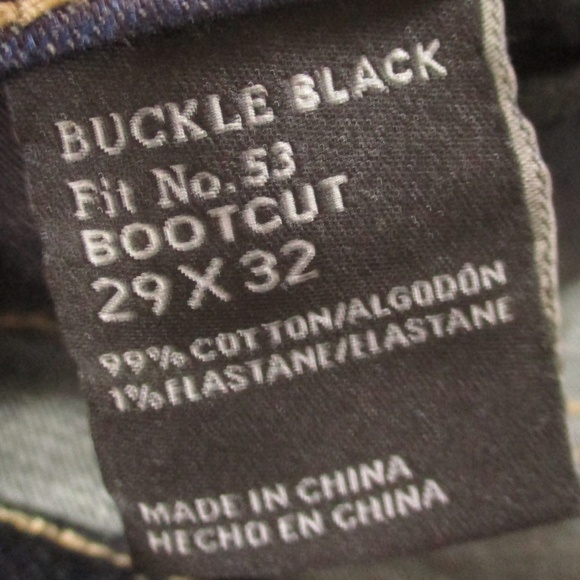 BUCKLE BLACK
Fit No. 53
BOOTCUT
29 X 32
99% COTTON/ALGODÓN
1% ELASTANE/ELASTANE
MADE IN CHINA
HECHO EN CHINA